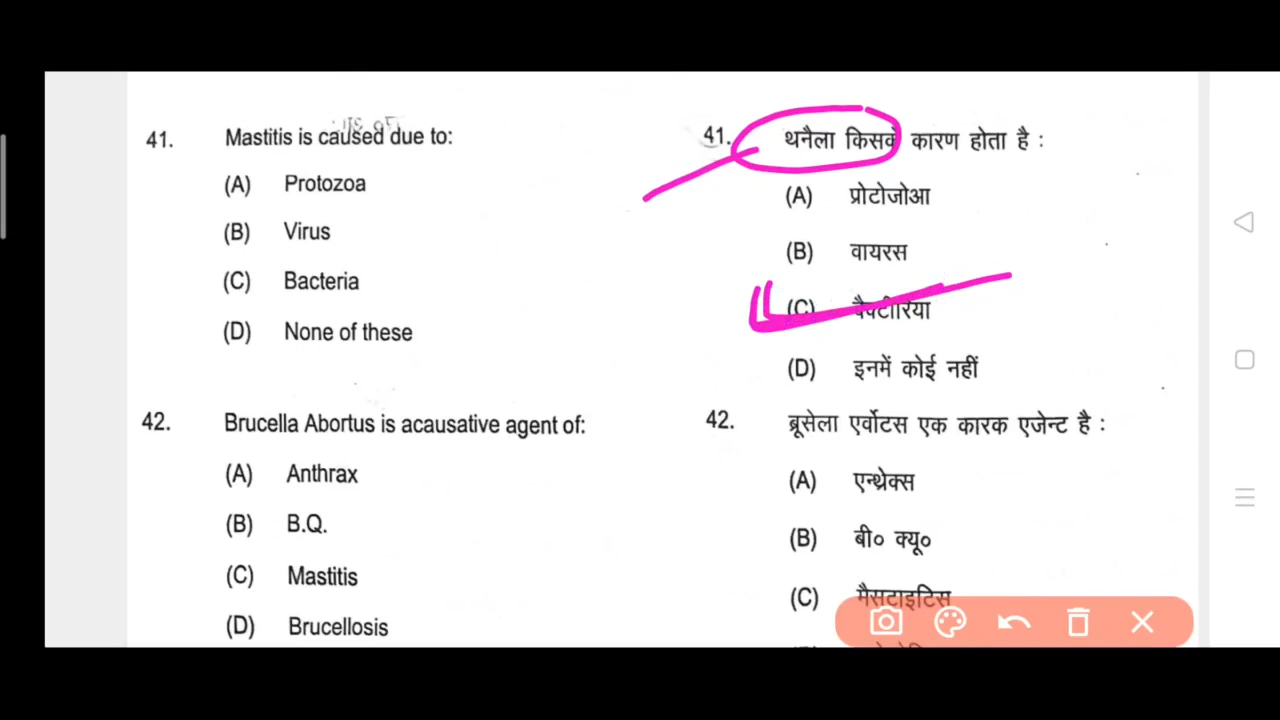 41. Mastitis is caused due to:
(A) Protozoa
(B) Virus
(C) Bacteria
(D) None of these
42. Brucella Abortus is acausative agent of:
(A) Anthrax
(B) B.Q.
(C) Mastitis
(D) Brucellosis
41. थनैला किसके कारण होता है :
(A) प्रोटोजोआ
(B) वायरस
(C) बैक्टीरिया
(D) इनमें कोई नहीं
42. ब्रूसेला एर्वोटस एक कारक एजेन्ट है :
(A) एन्थ्रेक्स
(B) बी० क्यू०
(C) मैसटाइटिस